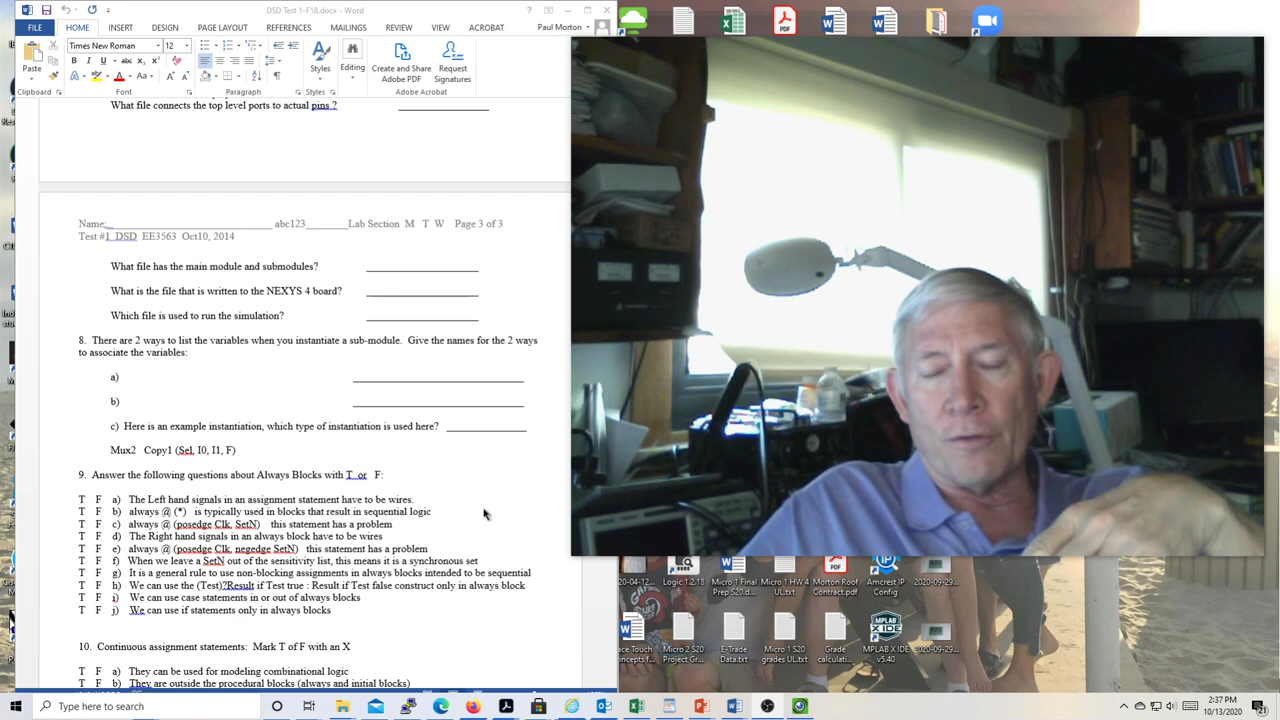 DSD Test 1-F18.docx - Word
Paul Morton
FILE HOME INSERT DESIGN PAGE LAYOUT REFERENCES MAILINGS REVIEW VIEW ACROBAT
Times New Roman 12
Paste
Styles
Editing
Create and Share Adobe PDF
Request Signatures
Clipboard Font Paragraph Styles Adobe Acrobat
What file connects the top level ports to actual pins ?
Name:_ abc123 Lab Section M T W Page 3 of 3
Test #1 DSD EE3563 Oct10, 2014
What file has the main module and submodules?
What is the file that is written to the NEXYS 4 board?
Which file is used to run the simulation?
8. There are 2 ways to list the variables when you instantiate a sub-module. Give the names for the 2 ways
to associate the variables:
a)
b)
c) Here is an example instantiation, which type of instantiation is used here?
Mux2 Copy1 (Sel, I0, I1, F)
9. Answer the following questions about Always Blocks with T or F:
T F a) The Left hand signals in an assignment statement have to be wires.
T F b) always @ (*) is typically used in blocks that result in sequential logic
T F c) always @ (posedge Clk, SetN) this statement has a problem
T F d) The Right hand signals in an always block have to be wires
T F e) always @ (posedge Clk, negedge SetN) this statement has a problem
T F f) When we leave a SetN out of the sensitivity list, this means it is a synchronous set
T F g) It is a general rule to use non-blocking assignments in always blocks intended to be sequential
T F h) We can use the (Test)?Result if Test true : Result if Test false construct only in always block
T F i) We can use case statements in or out of always blocks
T F j) We can use if statements only in always blocks
10. Continuous assignment statements: Mark T of F with an X
T F a) They can be used for modeling combinational logic
T F b) They are outside the procedural blocks (always and initial blocks)
20-04-12...
Logic 1.2.18
Micro 1 Final Prep S20.d...
Micro 1 HW 4 UL.txt
Morton Roof Contract.pdf
Amcrest IP Config
2020-09-29...
Micro 2 S20 Project Gr...
E-Trade Data.txt
Micro 1 S20 grades UL.txt
Grade calculati...
MPLAB X IDE v5.40
2020-09-29...
Type here to search
2:37 PM
10/13/2020
21